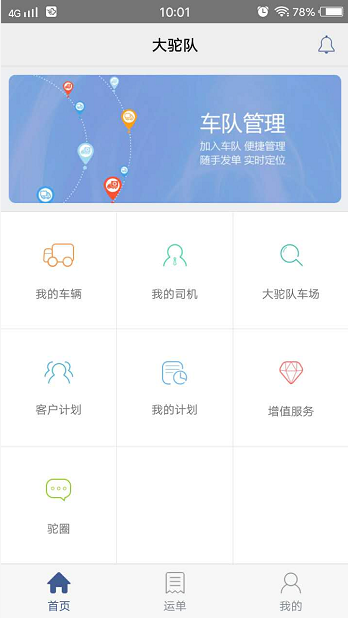 4G 10:01 78%
大驼队
车队管理
加入车队 便捷管理
随手发单 实时定位
我的车辆 我的司机 大驼队车场
客户计划 我的计划 增值服务
驼圈
首页 运单 我的